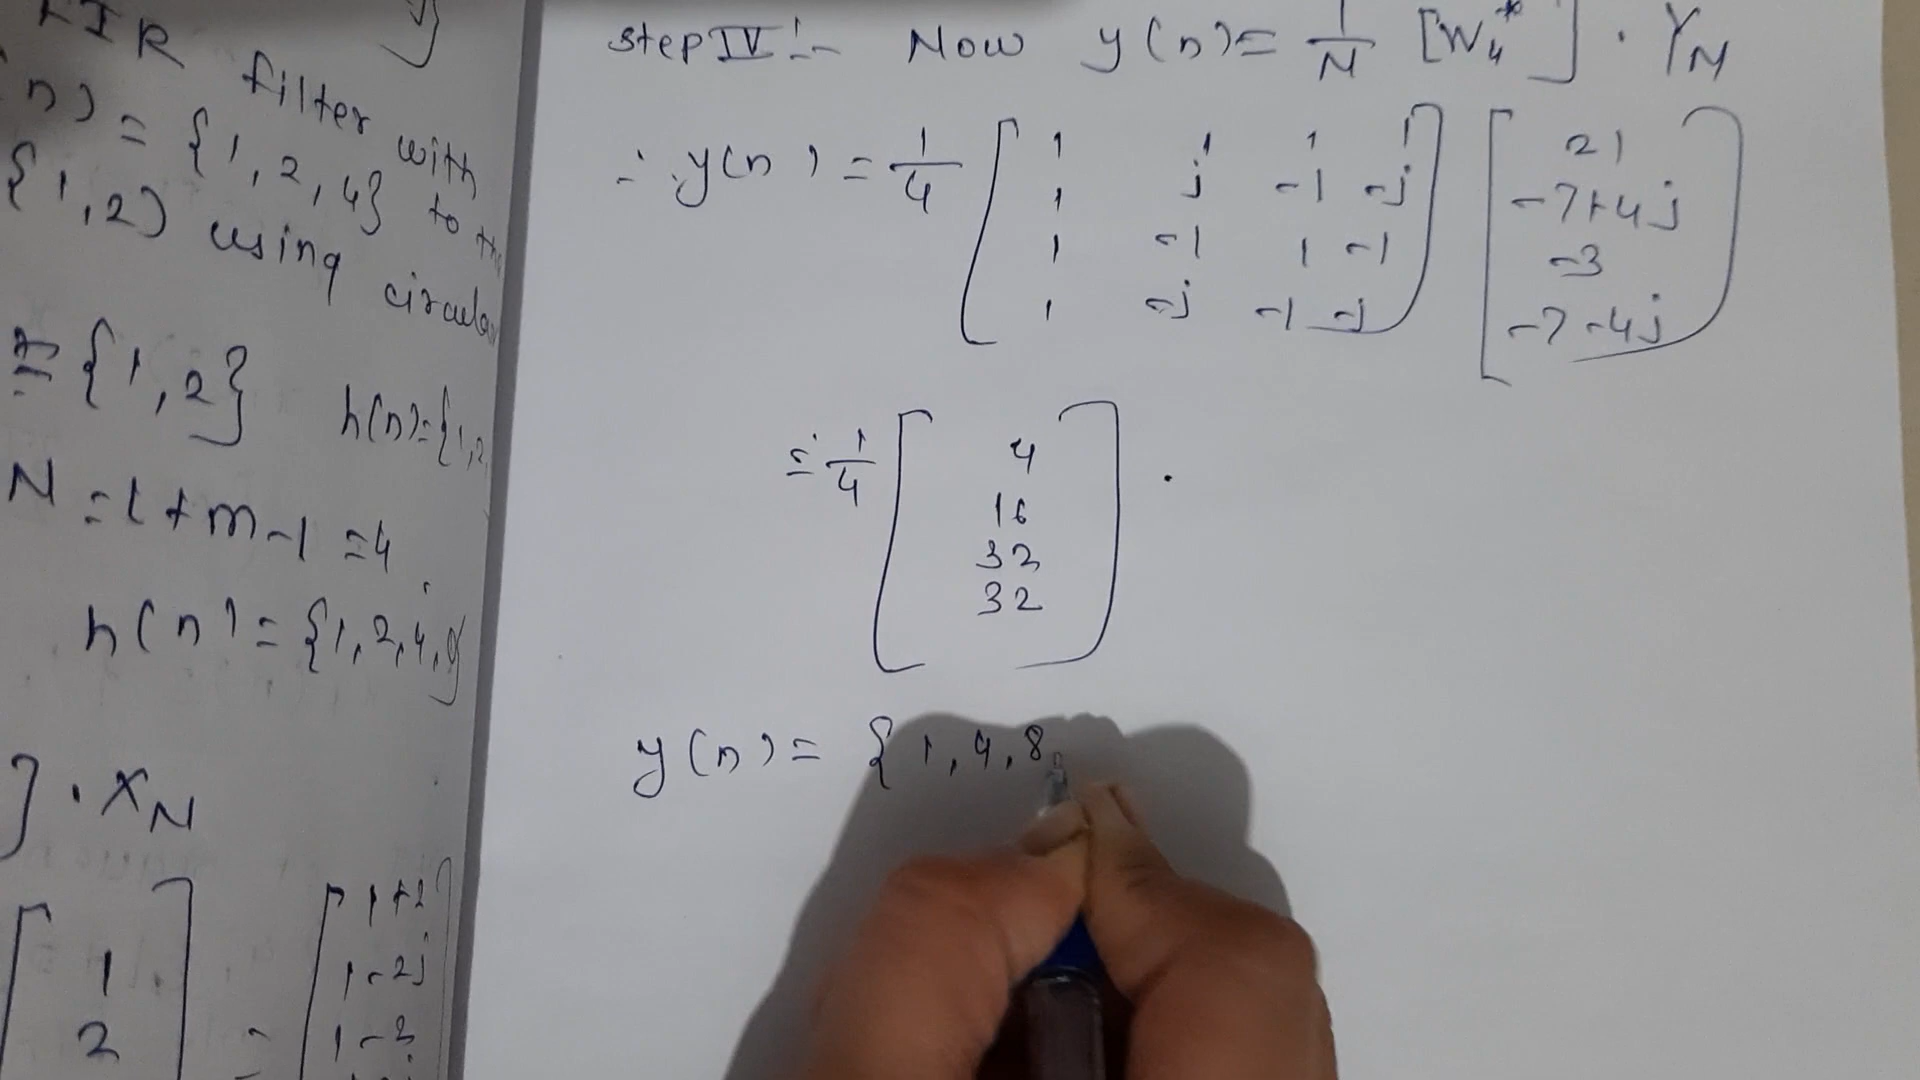 FIR filter with
n) = {1,2,4} to the
{1,2} using circula
= {1,2} h(n)={1,2
N = L+m-1 =4
h(n) = {1,2,4,0}
] . XN
1
2
=
1+2
1-2j
1-2
step IV :- Now y(n) = 1/N [W4*] . YN
∴ y(n) = 1/4 [ 1 1 1 1
1 j -1 -j
1 -1 1 -1
1 -j -1 -j ]
[ 21
-7+4j
-3
-7-4j ]
= 1/4 [ 4
16
32
32 ] .
y(n) = { 1, 4, 8,